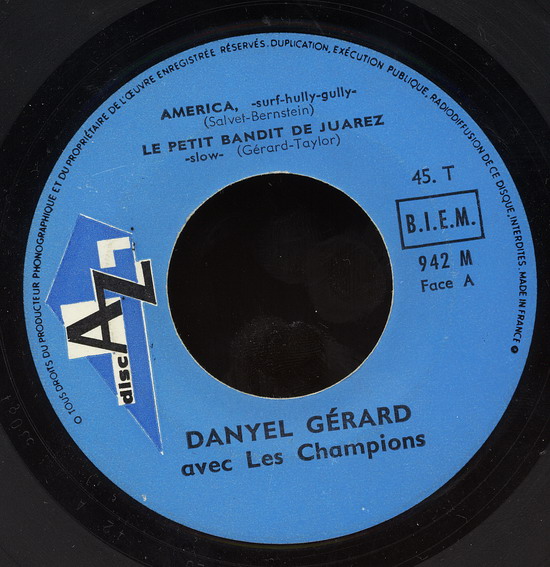 O TOUS DROITS DU PRODUCTEUR PHONOGRAPHIQUE ET DU PROPRIÉTAIRE DE L'ŒUVRE ENREGISTRÉE RÉSERVÉS. DUPLICATION, EXÉCUTION PUBLIQUE, RADIODIFFUSION DE CE DISQUE, INTERDITES. MADE IN FRANCE
AMERICA, -surf-hully-gully-
(Salvet-Bernstein)
LE PETIT BANDIT DE JUAREZ
-slow- (Gérard-Taylor)
45. T
B.I.E.M.
942 M
Face A
disc AZ
DANYEL GÉRARD
avec Les Champions